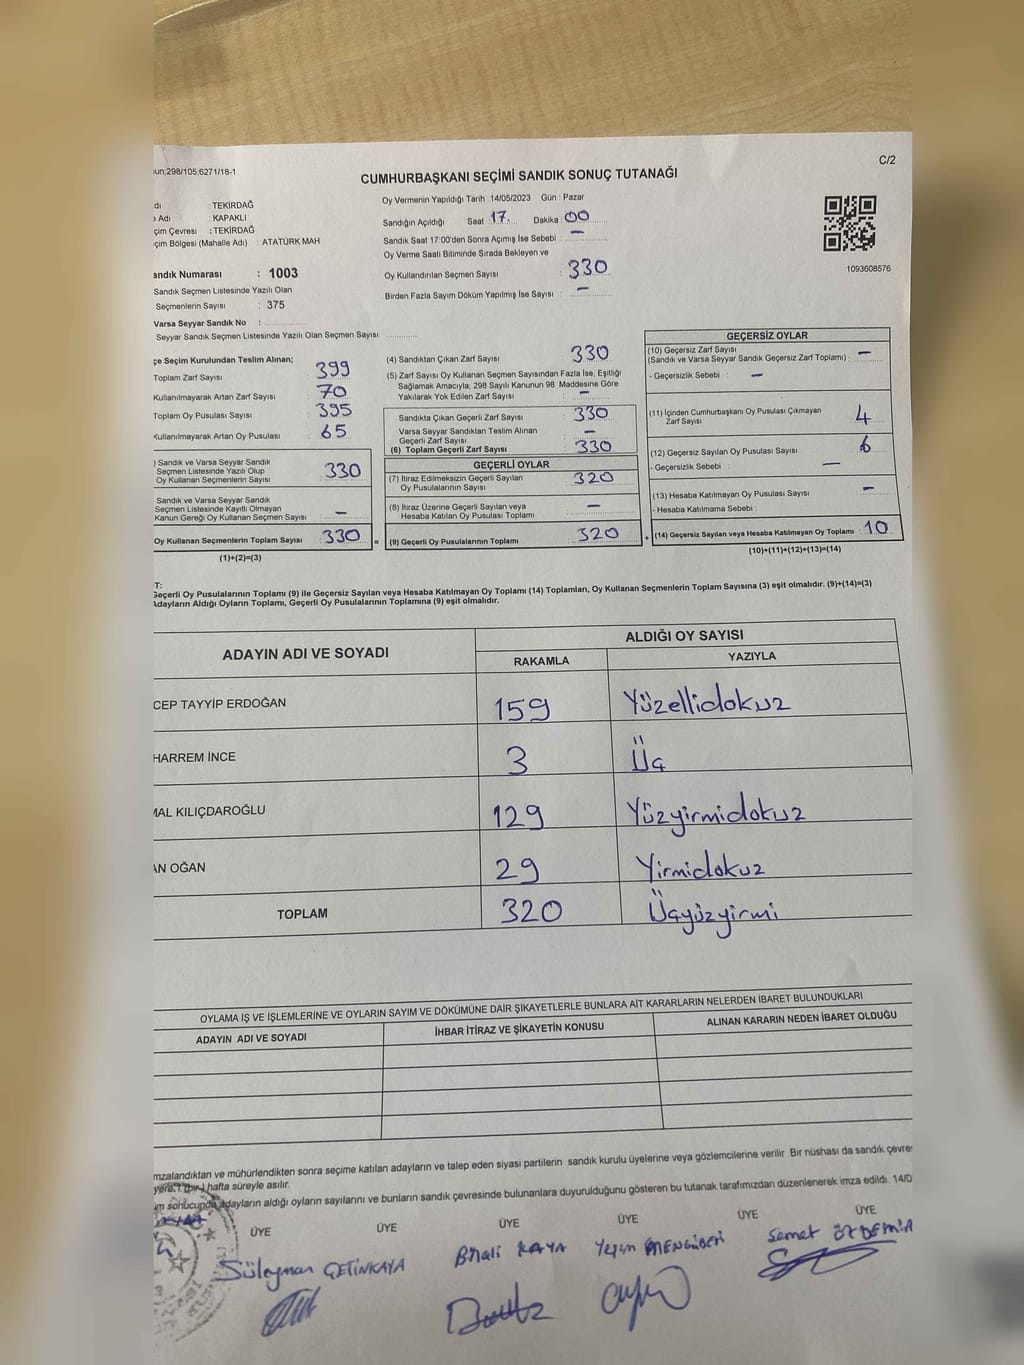 un;298/105,6271/18-1
C/2
CUMHURBAŞKANI SEÇİMİ SANDIK SONUÇ TUTANAĞI
Oy Vermenin Yapıldığı Tarih :14/05/2023 Gün : Pazar
dı : TEKİRDAĞ
Adı : KAPAKLI
çim Çevresi : TEKİRDAĞ
çim Bölgesi (Mahalle Adı) : ATATÜRK MAH
Sandığın Açıldığı Saat 17 Dakika 00
Sandık Saat 17:00'den Sonra Açımış İse Sebebi : —
Oy Verme Saati Bitiminde Sırada Bekleyen ve
Oy Kullandırılan Seçmen Sayısı : 330
Birden Fazla Sayım Döküm Yapılmış İse Sayısı : —
1093608576
andık Numarası : 1003
Sandık Seçmen Listesinde Yazılı Olan
Seçmenlerin Sayısı : 375
Varsa Seyyar Sandık No :
Seyyar Sandık Seçmen Listesinde Yazılı Olan Seçmen Sayısı
çe Seçim Kurulundan Teslim Alınan;
Toplam Zarf Sayısı 399
Kullanılmayarak Artan Zarf Sayısı 70
Toplam Oy Pusulası Sayısı 395
Kullanılmayarak Artan Oy Pusulası 65
) Sandık ve Varsa Seyyar Sandık
Seçmen Listesinde Yazılı Olup
Oy Kullanan Seçmenlerin Sayısı 330
Sandık ve Varsa Seyyar Sandık
Seçmen Listesinde Kayıtlı Olmayan
Kanun Gereği Oy Kullanan Seçmen Sayısı —
Oy Kullanan Seçmenlerin Toplam Sayısı 330
(1)+(2)=(3)
(4) Sandıktan Çıkan Zarf Sayısı 330
(5) Zarf Sayısı Oy Kullanan Seçmen Sayısından Fazla İse, Eşitliği
Sağlamak Amacıyla, 298 Sayılı Kanunun 98. Maddesine Göre
Yakılarak Yok Edilen Zarf Sayısı : —
Sandıkta Çıkan Geçerli Zarf Sayısı 330
Varsa Seyyar Sandıktan Teslim Alınan
Geçerli Zarf Sayısı —
(6) Toplam Geçerli Zarf Sayısı 330
GEÇERLİ OYLAR
(7) İtiraz Edilmeksizin Geçerli Sayılan
Oy Pusulalarının Sayısı 320
(8) İtiraz Üzerine Geçerli Sayılan veya
Hesaba Katılan Oy Pusulası Toplamı —
= (9) Geçerli Oy Pusulalarının Toplamı 320
GEÇERSİZ OYLAR
(10) Geçersiz Zarf Sayısı
(Sandık ve Varsa Seyyar Sandık Geçersiz Zarf Toplamı) : —
- Geçersizlik Sebebi : —
(11) İçinden Cumhurbaşkanı Oy Pusulası Çıkmayan
Zarf Sayısı 4
(12) Geçersiz Sayılan Oy Pusulası Sayısı 6
- Geçersizlik Sebebi : —
(13) Hesaba Katılmayan Oy Pusulası Sayısı —
- Hesaba Katılmama Sebebi
+ (14) Geçersiz Sayılan veya Hesaba Katılmayan Oy Toplamı 10
(10)+(11)+(12)+(13)=(14)
T:
Geçerli Oy Pusulalarının Toplamı (9) ile Geçersiz Sayılan veya Hesaba Katılmayan Oy Toplamı (14) Toplamları, Oy Kullanan Seçmenlerin Toplam Sayısına (3) eşit olmalıdır. (9)+(14)=(3)
Adayların Aldığı Oyların Toplamı, Geçerli Oy Pusulalarının Toplamına (9) eşit olmalıdır.
ADAYIN ADI VE SOYADI
ALDIĞI OY SAYISI
RAKAMLA YAZIYLA
CEP TAYYİP ERDOĞAN 159 Yüzellidokuz
HARREM İNCE 3 Üç
MAL KILIÇDAROĞLU 129 Yüzyirmidokuz
AN OĞAN 29 Yirmidokuz
TOPLAM 320 Üçyüzyirmi
OYLAMA İŞ VE İŞLEMLERİNE VE OYLARIN SAYIM VE DÖKÜMÜNE DAİR ŞİKAYETLERLE BUNLARA AİT KARARLARIN NELERDEN İBARET BULUNDUKLARI
ADAYIN ADI VE SOYADI İHBAR İTİRAZ VE ŞİKAYETİN KONUSU ALINAN KARARIN NEDEN İBARET OLDUĞU
mzalandıktan ve mühürlendikten sonra seçime katılan adayların ve talep eden siyasi partilerin sandık kurulu üyelerine veya gözlemcilerine verilir. Bir nüshası da sandık çevre
yere 1 (bir) hafta süreyle asılır.
ım sonucunda adayların aldığı oyların sayılarını ve bunların sandık çevresinde bulunanlara duyurulduğunu gösteren bu tutanak tarafımızdan düzenlenerek imza edildi. 14/0
ÜYE ÜYE ÜYE ÜYE ÜYE ÜYE
Süleyman ÇETİNKAYA Binali KAYA Yeşim MENGİBERİ Samet ÖZDEMİR